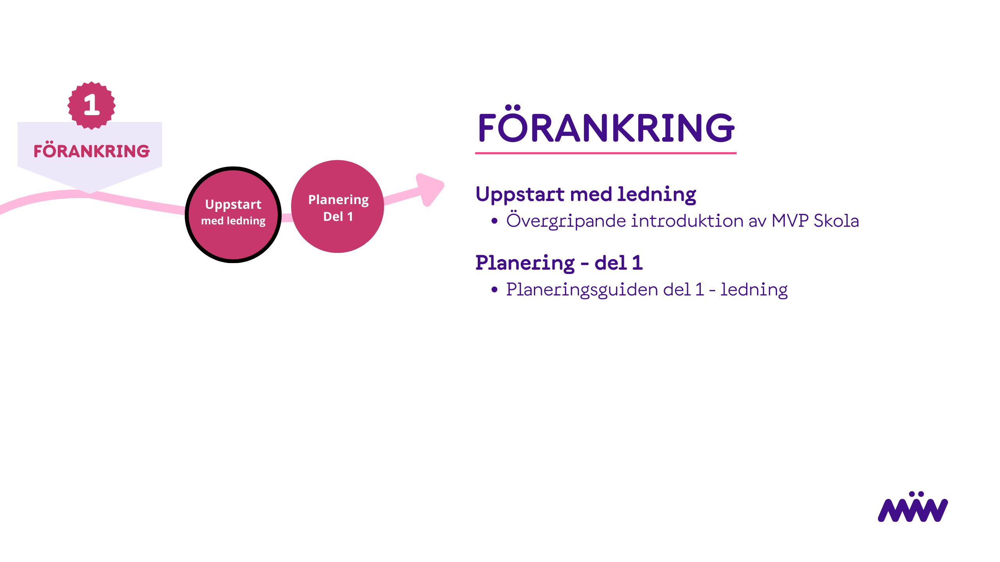 1
FÖRANKRING
Uppstart
med ledning
Planering
Del 1
FÖRANKRING
Uppstart med ledning
• Övergripande introduktion av MVP Skola
Planering - del 1
• Planeringsguiden del 1 - ledning
MÄN